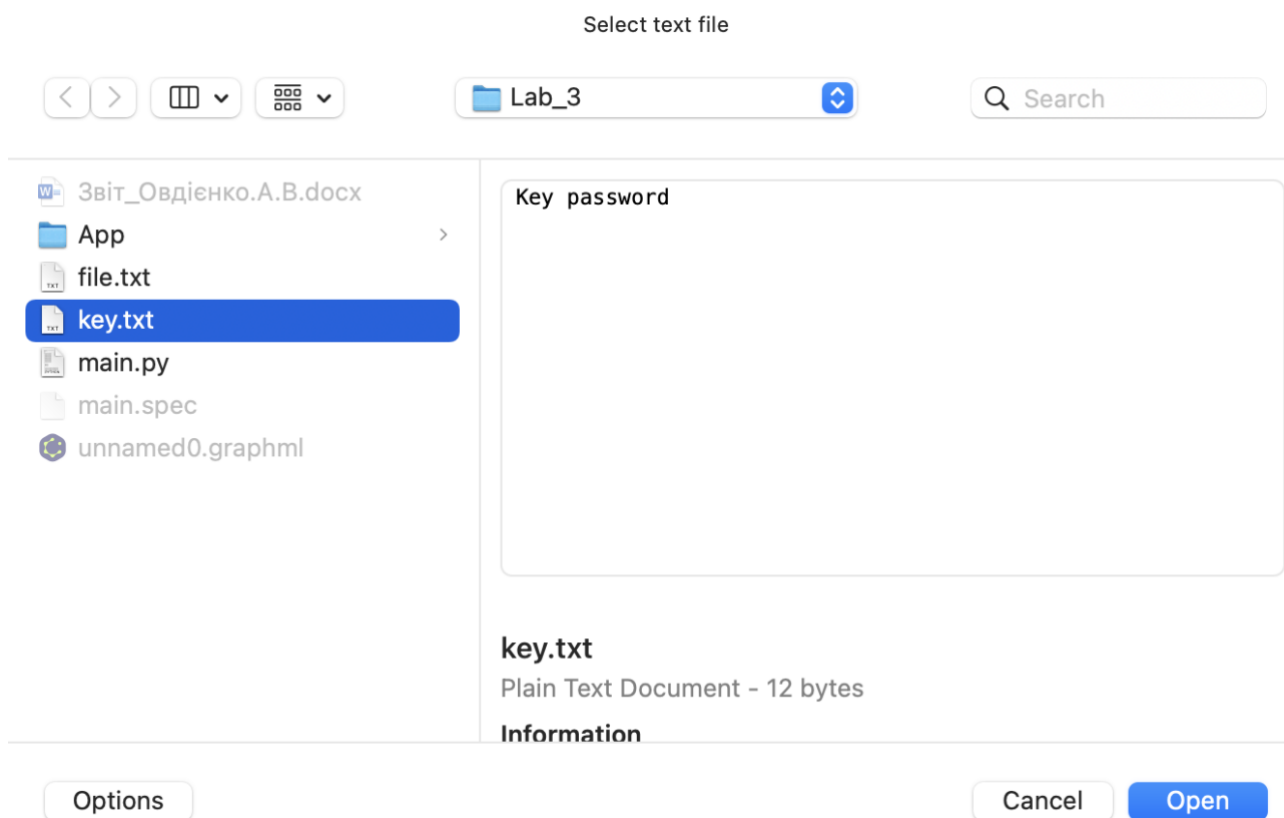 Select text file
Lab_3
Search
Звіт_Овдієнко.А.В.docx
App
file.txt
key.txt
main.py
main.spec
unnamed0.graphml
Key password
key.txt
Plain Text Document - 12 bytes
Information
Options
Cancel
Open